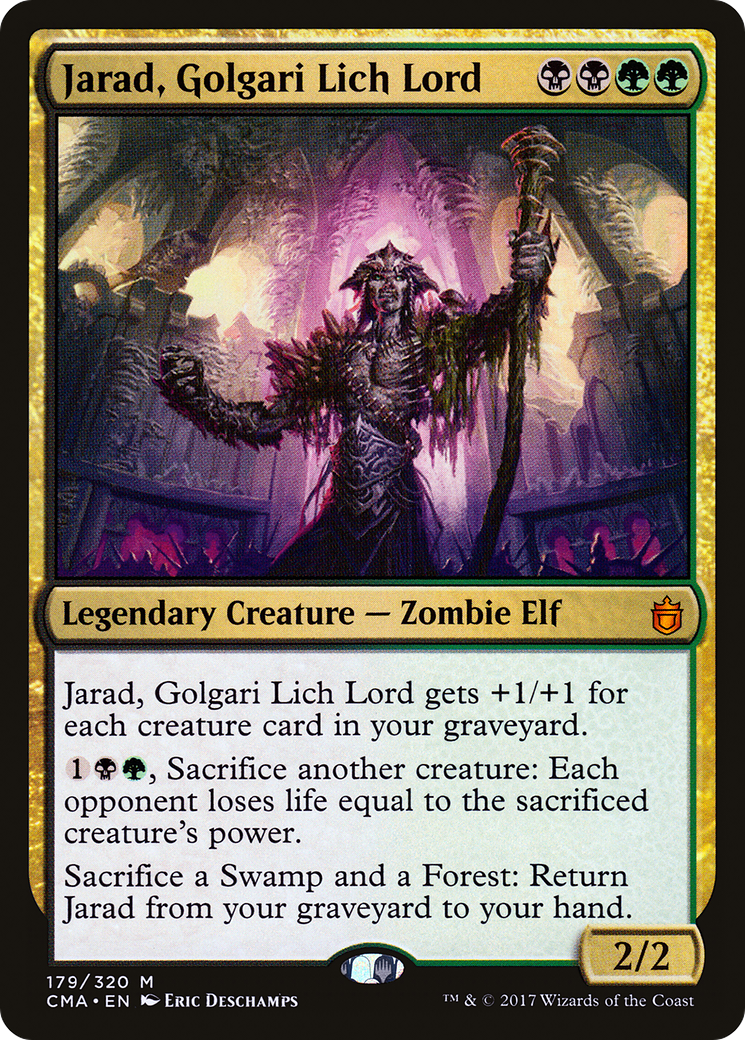 Jarad, Golgari Lich Lord
Legendary Creature — Zombie Elf
Jarad, Golgari Lich Lord gets +1/+1 for
each creature card in your graveyard.
1, Sacrifice another creature: Each
opponent loses life equal to the sacrificed
creature's power.
Sacrifice a Swamp and a Forest: Return
Jarad from your graveyard to your hand.
2/2
179/320 M
CMA • EN Eric Deschamps
™ & © 2017 Wizards of the Coast